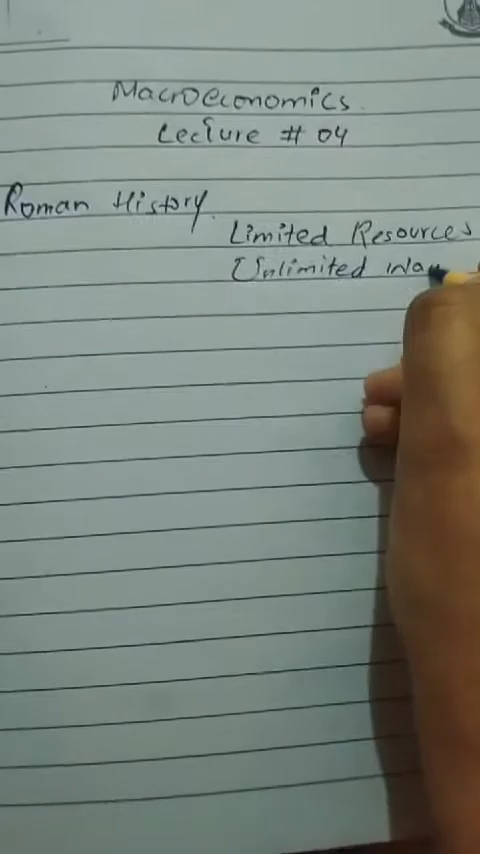 Macroeconomics.
Lecture # 04
Roman History.
Limited Resources
Unlimited